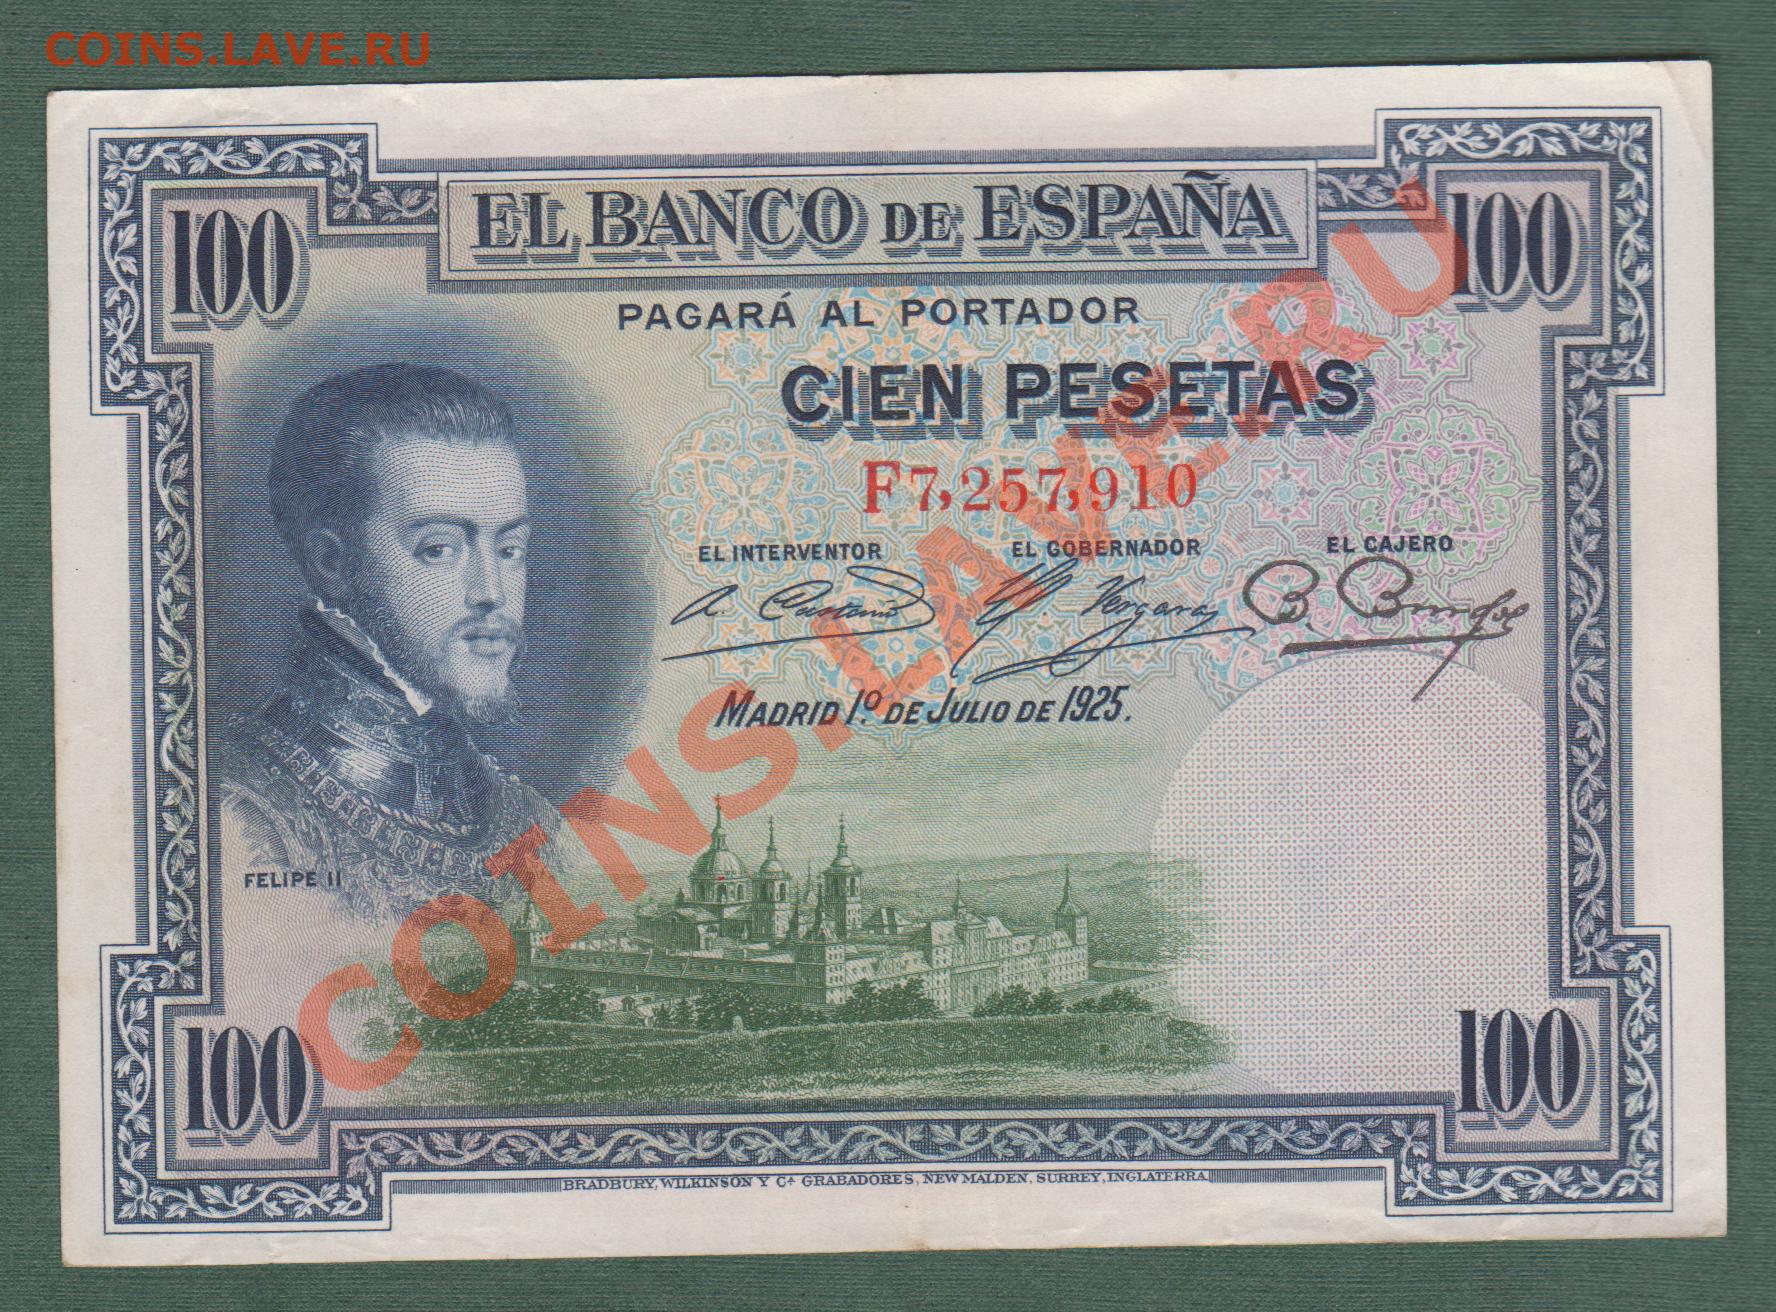 COINS.LAVE.RU
100 EL BANCO DE ESPAÑA 100
PAGARÁ AL PORTADOR
CIEN PESETAS
F7,257,910
EL INTERVENTOR EL GOBERNADOR EL CAJERO
MADRID 1º DE JULIO DE 1925.
FELIPE II
COINS.LAVE.RU
100 100
BRADBURY, WILKINSON Y Cª GRABADORES, NEW MALDEN, SURREY, INGLATERRA